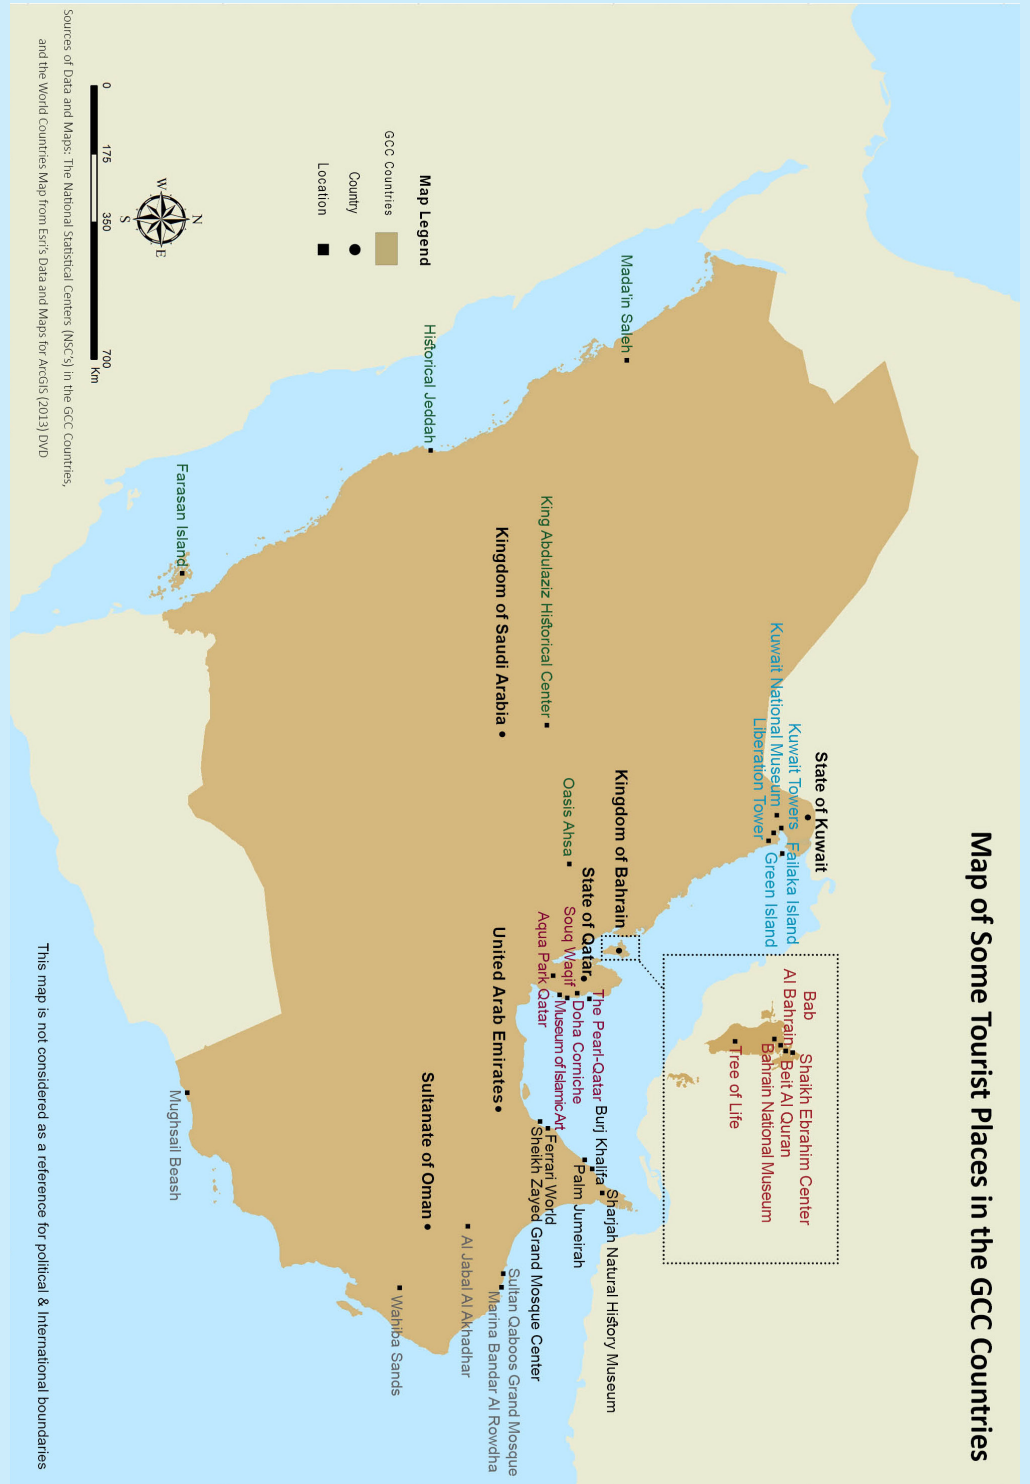 Map of Some Tourist Places in the GCC Countries
State of Kuwait
Kuwait Towers
Failaka Island
Kuwait National Museum
Green Island
Liberation Tower
Bab
Al Bahrain
Shaikh Ebrahim Center
Beit Al Quran
Bahrain National Museum
Tree of Life
Mada'in Saleh
Kingdom of Bahrain
State of Qatar
Souq Waqif
The Pearl-Qatar
Doha Corniche
Museum of Islamic Art
Aqua Park Qatar
Oasis Ahsa
King Abdulaziz Historical Center
Kingdom of Saudi Arabia
Historical Jeddah
Farasan Island
Burj Khalifa
Sharjah Natural History Museum
Palm Jumeirah
Ferrari World
Sheikh Zayed Grand Mosque Center
United Arab Emirates
Sultan Qaboos Grand Mosque
Marina Bandar Al Rowdha
Al Jabal Al Akhadhar
Sultanate of Oman
Wahiba Sands
Mughsail Beash
Map Legend
GCC Countries
Country
Location
N
W
E
S
0 175 350 700
Km
Sources of Data and Maps: The National Statistical Centers (NSC's) in the GCC Countries,
and the World Countries Map from Esri's Data and Maps for ArcGIS (2013) DVD
This map is not considered as a reference for political & International boundaries